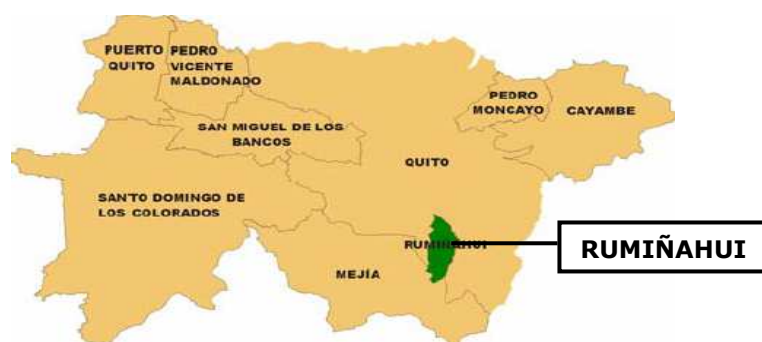 PUERTO
QUITO
PEDRO
VICENTE
MALDONADO
PEDRO
MONCAYO
CAYAMBE
SAN MIGUEL DE LOS
BANCOS
QUITO
SANTO DOMINGO DE
LOS COLORADOS
RUMIÑAHUI
RUMIÑAHUI
MEJÍA